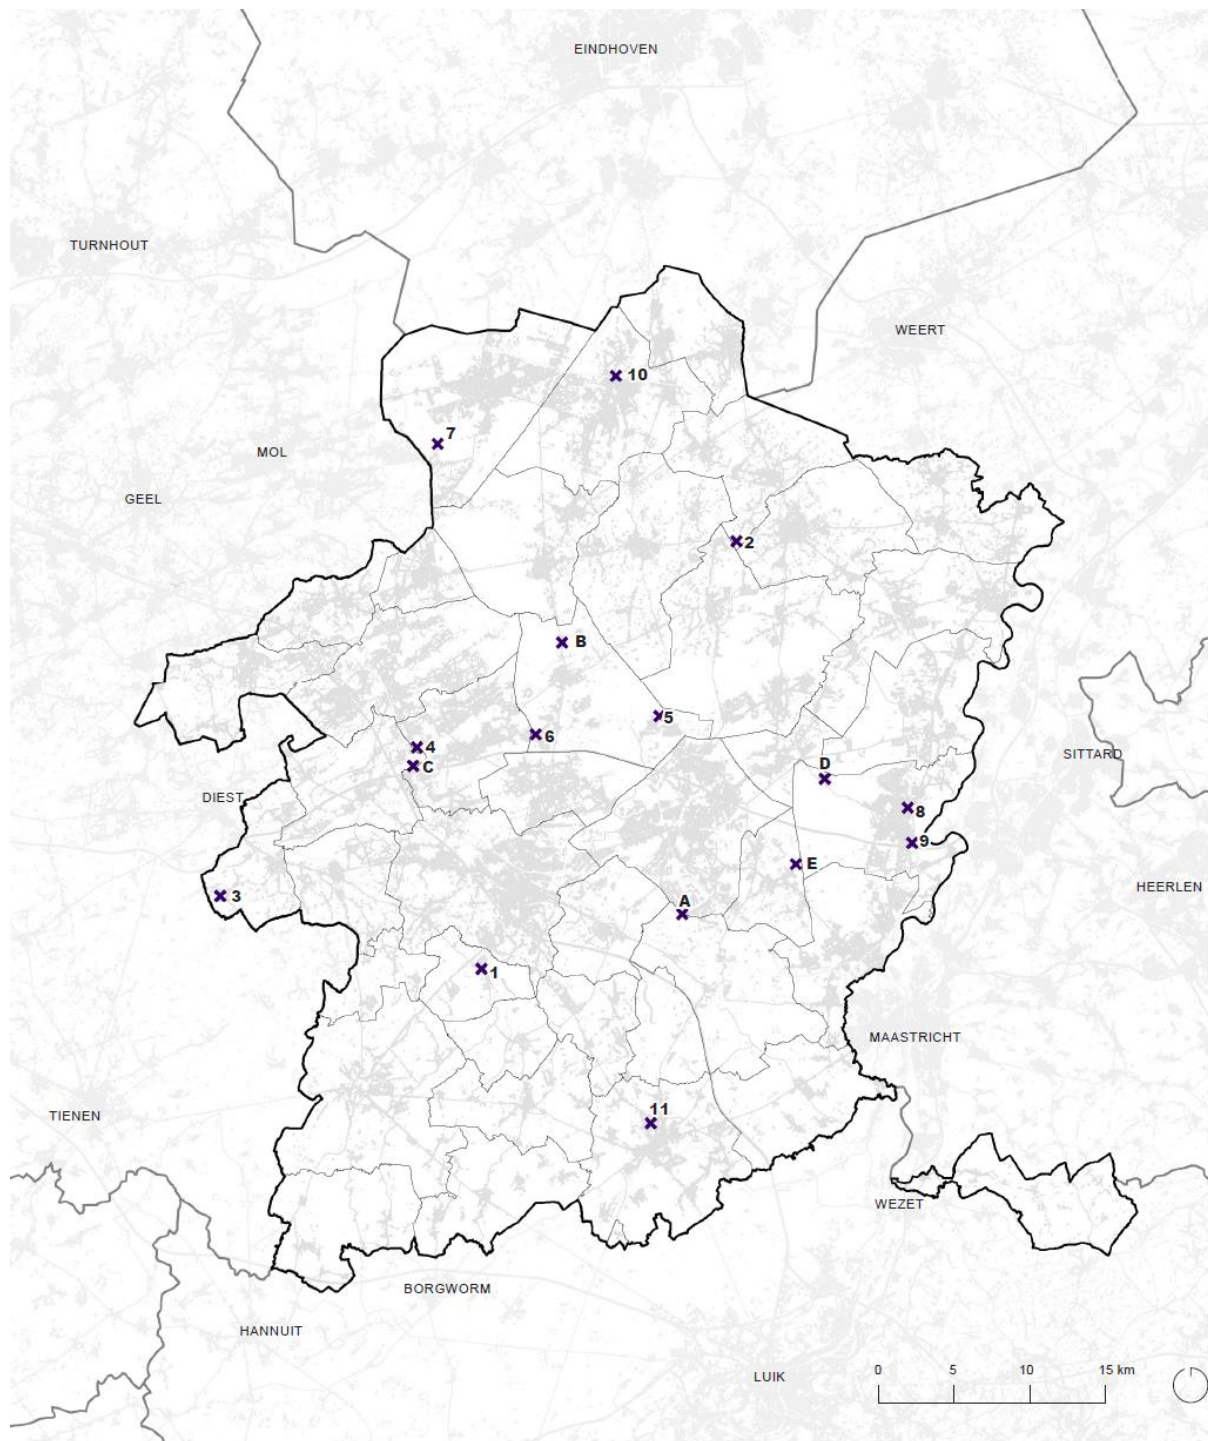 EINDHOVEN
TURNHOUT
WEERT
10
7
MOL
GEEL
2
B
5
6
4
C
SITTARD
D
DIEST
8
9
E
HEERLEN
3
A
1
MAASTRICHT
11
TIENEN
WEZET
BORGWORM
HANNUIT
LUIK
0 5 10 15 km